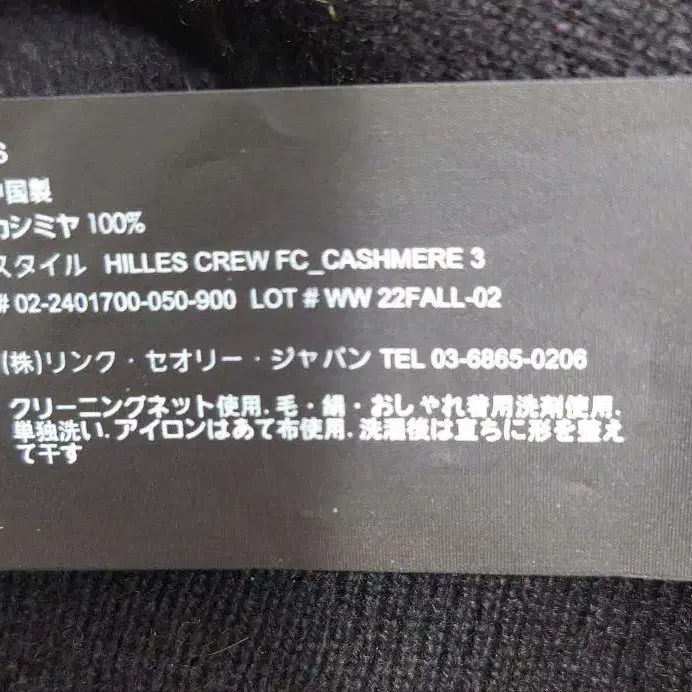 S
中国製
カシミヤ 100%
スタイル HILLES CREW FC_CASHMERE 3
# 02-2401700-050-900 LOT # WW 22FALL-02
(株)リンク・セオリー・ジャパン TEL 03-6865-0206
クリーニングネット使用.毛・絹・おしゃれ着用洗剤使用.
単独洗い.アイロンはあて布使用.洗濯後は直ちに形を整え
て干す